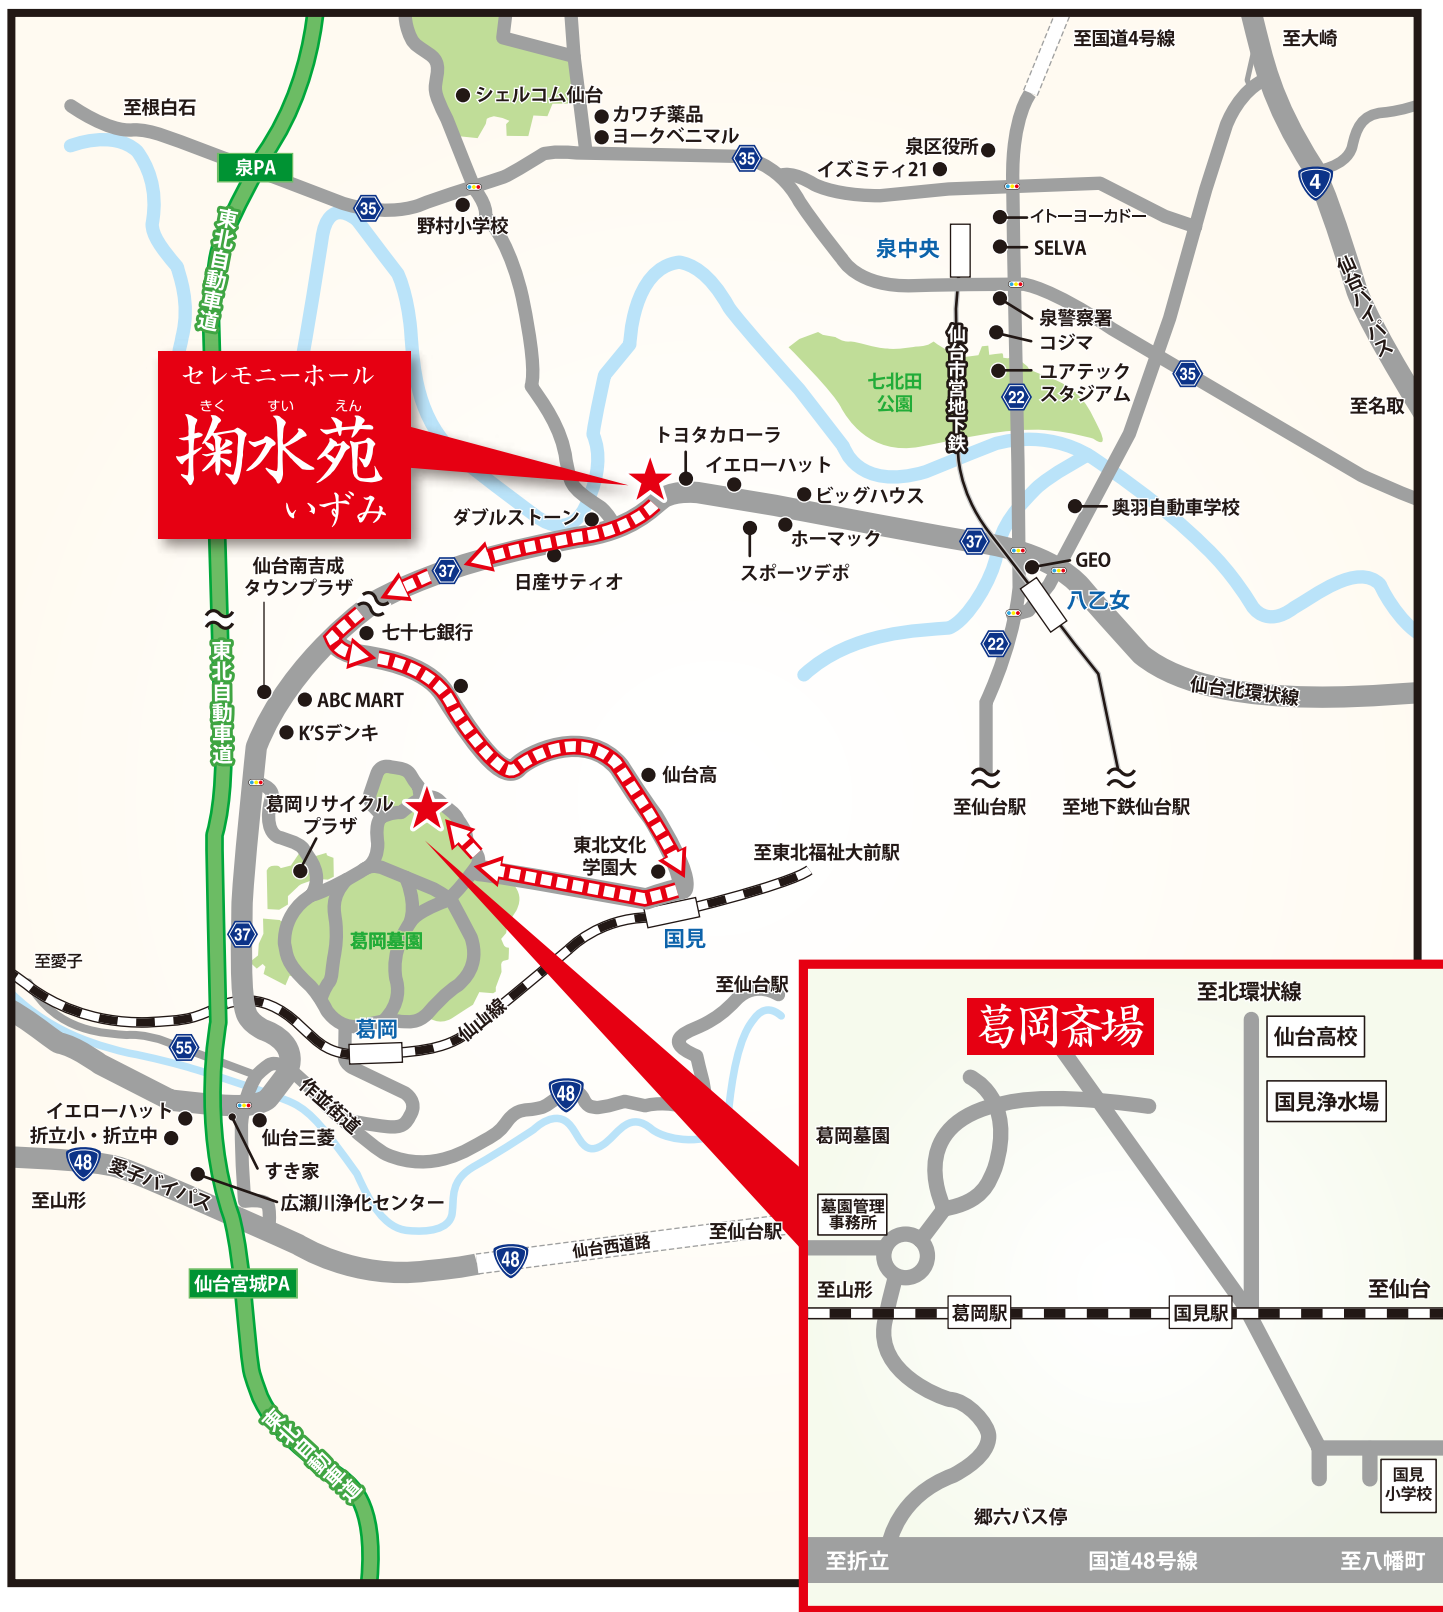 至国道4号線
至大崎
シェルコム仙台
至根白石
カワチ薬品
ヨークベニマル
泉区役所
イズミティ21
泉PA
35
35
4
野村小学校
イトーヨーカドー
泉中央
SELVA
東北自動車道
仙台バイパス
泉警察署
コジマ
仙台市営地下鉄
ユアテック
スタジアム
七北田
公園
22
35
至名取
セレモニーホール
きく すい えん
掬水苑
いずみ
トヨタカローラ
イエローハット
ビッグハウス
奥羽自動車学校
ダブルストーン
ホーマック
37
スポーツデポ
GEO
仙台南吉成
タウンプラザ
37
日産サティオ
八乙女
七十七銀行
22
東北自動車道
ABC MART
K'Sデンキ
仙台北環状線
仙台高
至仙台駅
至地下鉄仙台駅
葛岡リサイクル
プラザ
東北文化
学園大
至東北福祉大前駅
37
葛岡墓園
国見
至愛子
至仙台駅
葛岡
仙山線
55
作並街道
48
イエローハット
折立小・折立中
仙台三菱
48
愛子バイパス
すき家
至山形
広瀬川浄化センター
至仙台駅
仙台西道路
48
仙台宮城PA
東北自動車道
至北環状線
葛岡斎場
仙台高校
国見浄水場
葛岡墓園
墓園管理
事務所
至山形
至仙台
葛岡駅
国見駅
国見
小学校
郷六バス停
至折立
国道48号線
至八幡町